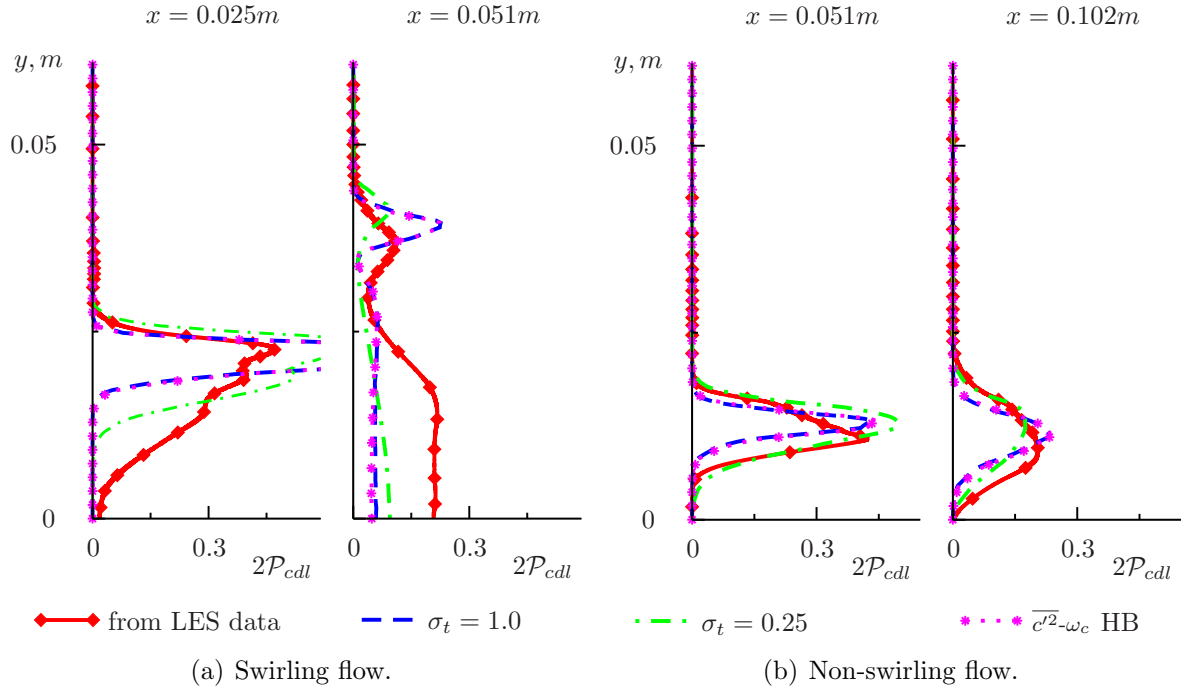 x = 0.025m
x = 0.051m
x = 0.051m
x = 0.102m
y, m
y, m
0.05
0.05
0
0
0
0.3
2𝒫cdl
0
0.3
2𝒫cdl
0
0.3
2𝒫cdl
0
0.3
2𝒫cdl
from LES data
σt = 1.0
σt = 0.25
c′2-ωc HB
(a) Swirling flow.
(b) Non-swirling flow.